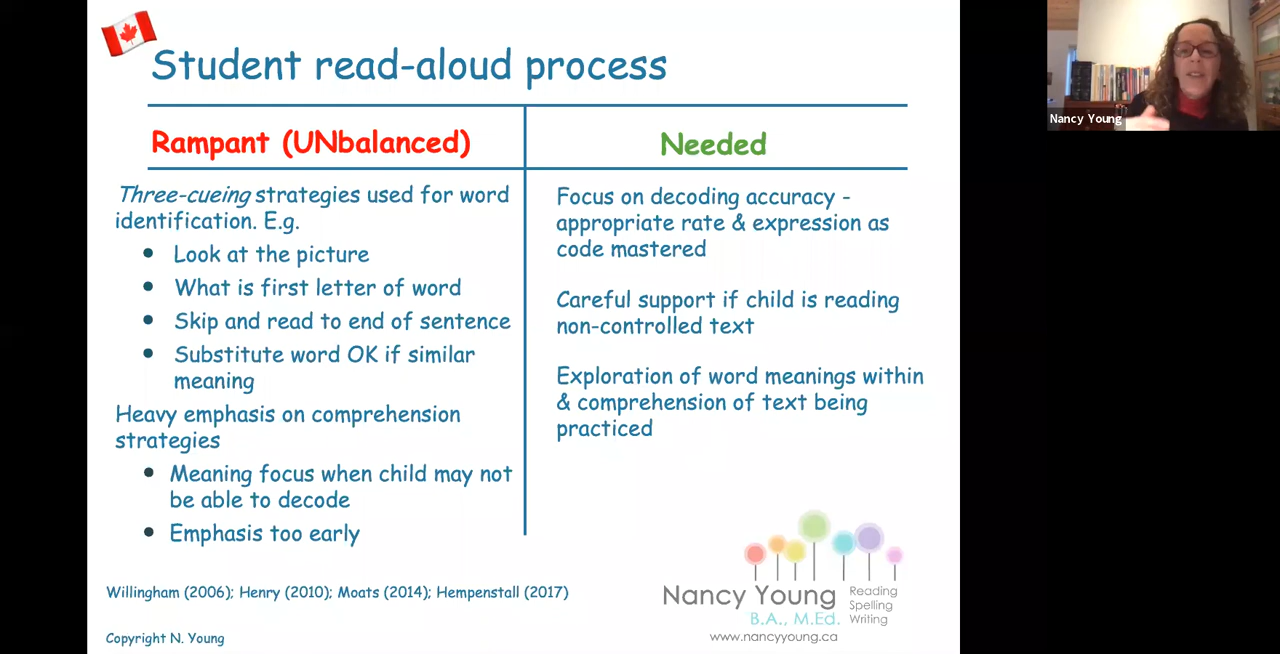 Student read-aloud process
Rampant (UNbalanced)
Three-cueing strategies used for word
identification. E.g.
• Look at the picture
• What is first letter of word
• Skip and read to end of sentence
• Substitute word OK if similar
meaning
Heavy emphasis on comprehension
strategies
• Meaning focus when child may not
be able to decode
• Emphasis too early
Needed
Focus on decoding accuracy -
appropriate rate & expression as
code mastered
Careful support if child is reading
non-controlled text
Exploration of word meanings within
& comprehension of text being
practiced
Willingham (2006); Henry (2010); Moats (2014); Hempenstall (2017)
Copyright N. Young
Nancy Young
B.A., M.Ed.
Reading
Spelling
Writing
www.nancyyoung.ca
Nancy Young